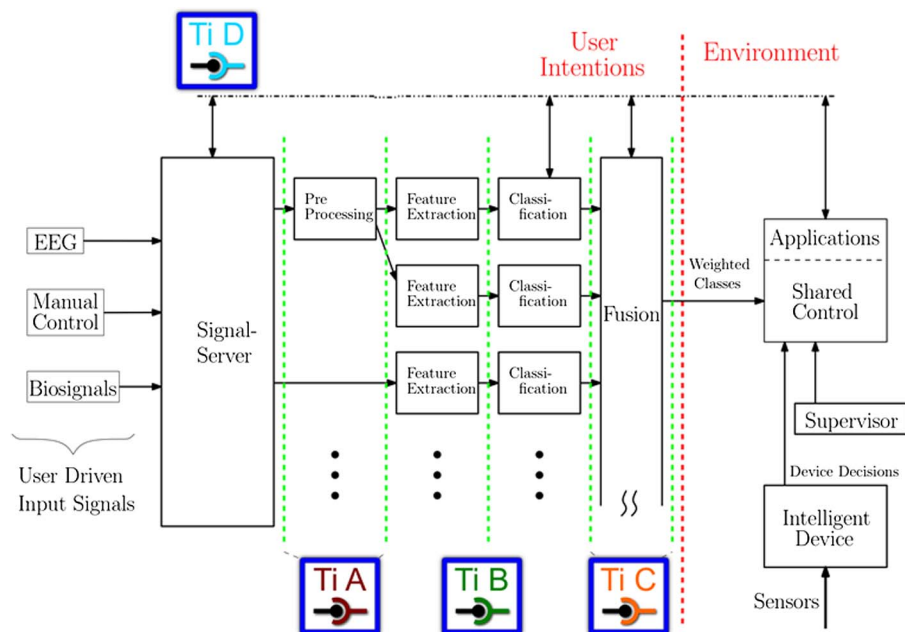 Ti D
User
Intentions
Environment
EEG
Manual
Control
Biosignals
User Driven
Input Signals
Signal-
Server
Pre
Processing
Feature
Extraction
Classi-
fication
Feature
Extraction
Classi-
fication
Feature
Extraction
Classi-
fication
Fusion
Weighted
Classes
Applications
Shared
Control
Supervisor
Device Decisions
Intelligent
Device
Sensors
Ti A
Ti B
Ti C